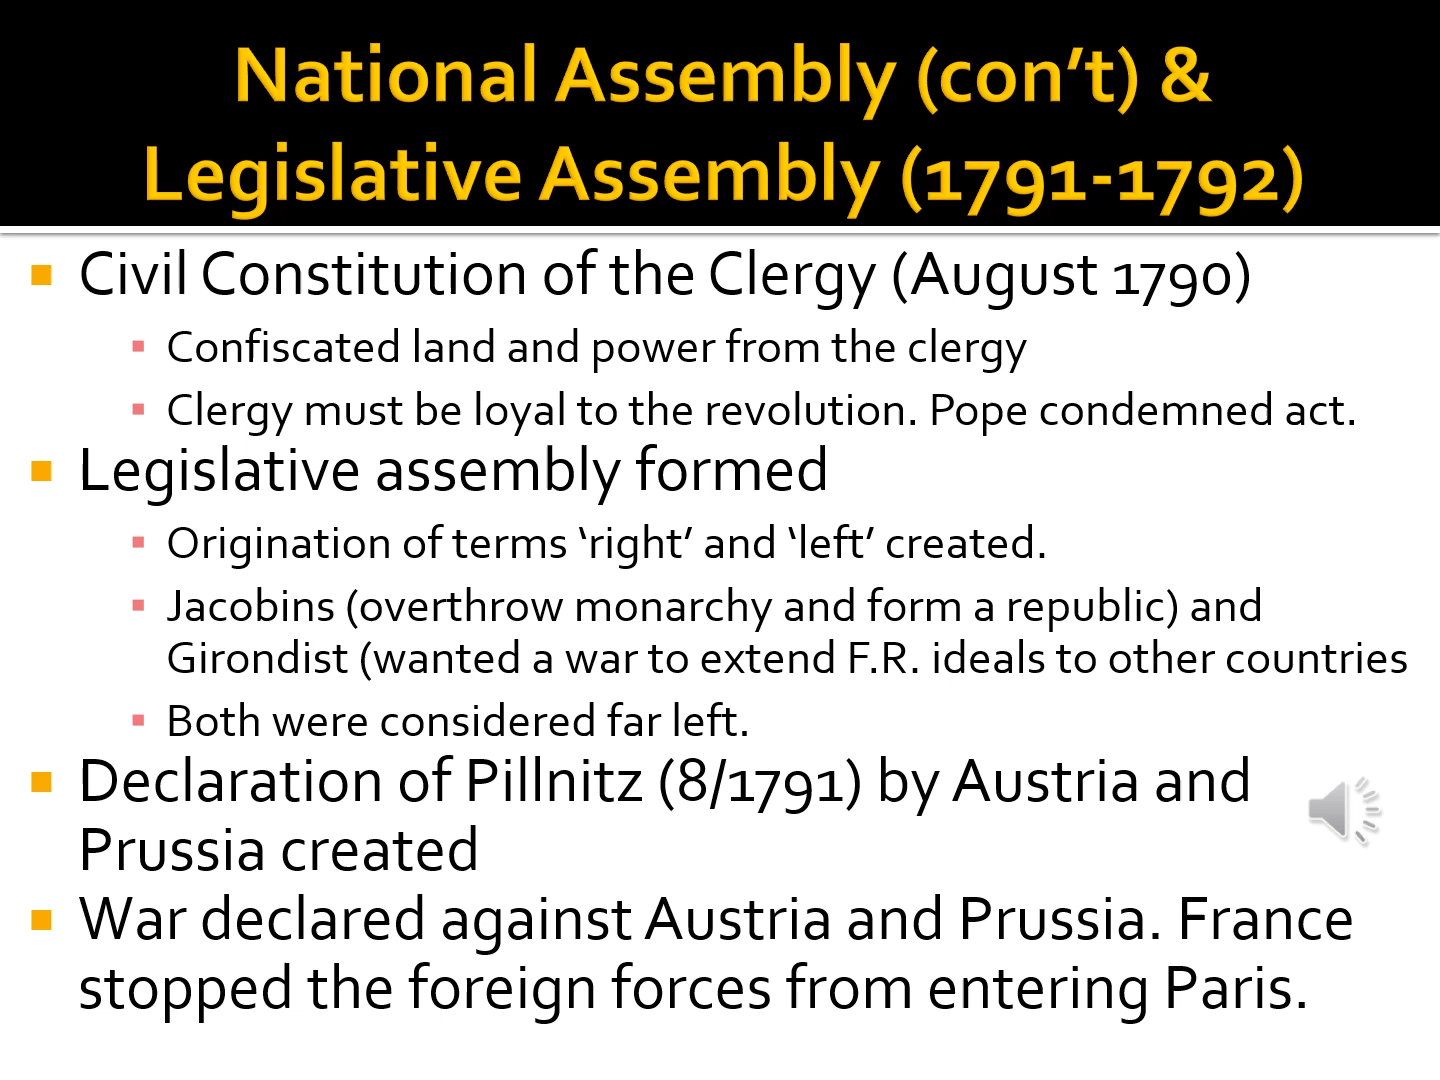 National Assembly (con’t) &
Legislative Assembly (1791-1792)
Civil Constitution of the Clergy (August 1790)
Confiscated land and power from the clergy
Clergy must be loyal to the revolution. Pope condemned act.
Legislative assembly formed
Origination of terms ‘right’ and ‘left’ created.
Jacobins (overthrow monarchy and form a republic) and
Girondist (wanted a war to extend F.R. ideals to other countries
Both were considered far left.
Declaration of Pillnitz (8/1791) by Austria and
Prussia created
War declared against Austria and Prussia. France
stopped the foreign forces from entering Paris.